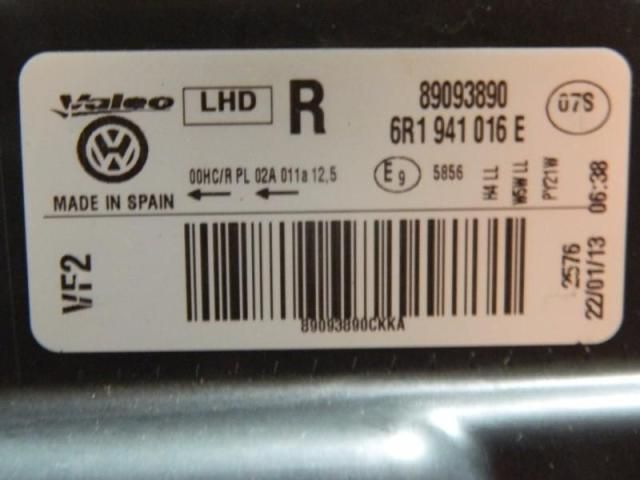 Valeo
LHD
R
89093890
6R1 941 016 E
07S
VW
MADE IN SPAIN
00HC/R PL 02A 011a 12,5
E9
5856
H4 LL
W5W LL
PY21W
06:38
VF2
89093890CKKA
2576
22/01/13